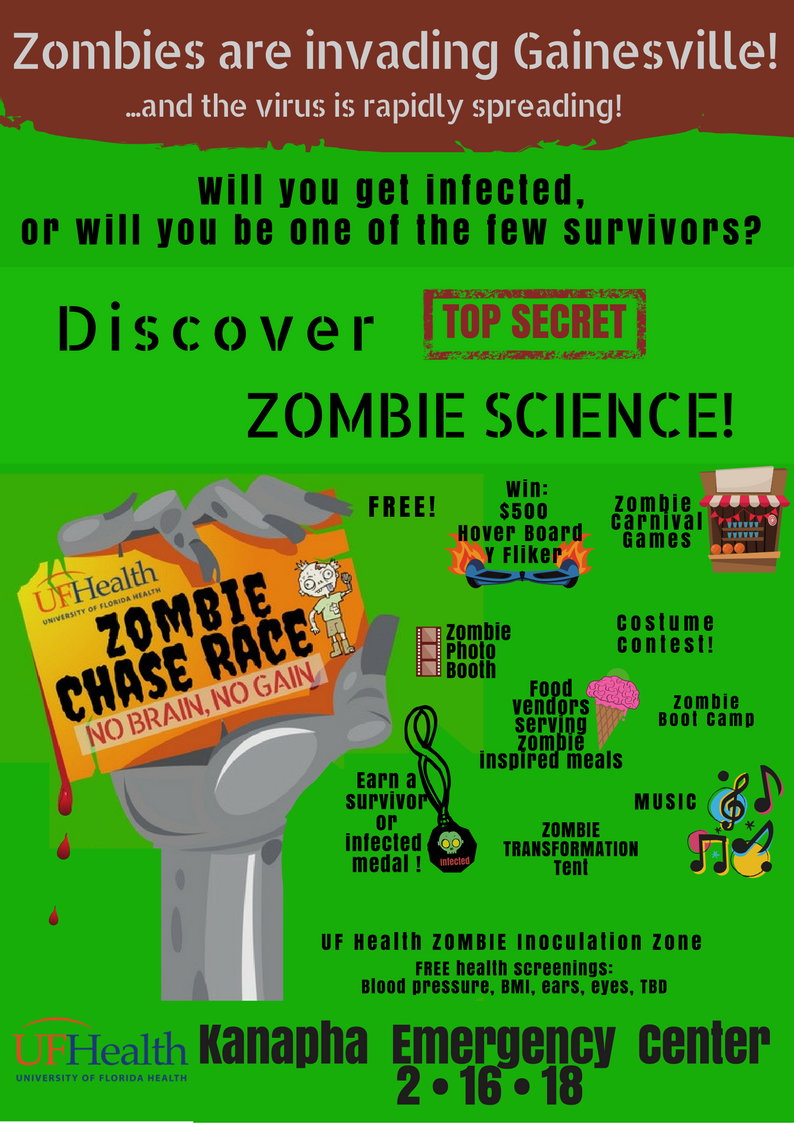 Zombies are invading Gainesville!
...and the virus is rapidly spreading!
Will you get infected,
or will you be one of the few survivors?
Discover
TOP SECRET
ZOMBIE SCIENCE!
UFHealth
UNIVERSITY OF FLORIDA HEALTH
ZOMBIE
CHASE RACE
NO BRAIN, NO GAIN
FREE!
Win:
$500
Hover Board
Y Fliker
Zombie
Carnival
Games
Zombie
Photo
Booth
Costume
Contest!
Food
vendors
serving
zombie
inspired meals
Zombie
Boot Camp
Earn a
survivor
or
infected
medal !
Infected
MUSIC
ZOMBIE
TRANSFORMATION
Tent
UF Health ZOMBIE Inoculation Zone
FREE health screenings:
Blood pressure, BMI, ears, eyes, TBD
UFHealth
UNIVERSITY OF FLORIDA HEALTH
Kanapha Emergency Center
2 • 16 • 18